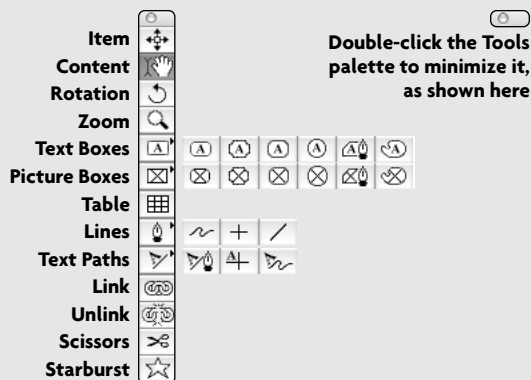 Item
Content
Rotation
Zoom
Text Boxes
Picture Boxes
Table
Lines
Text Paths
Link
Unlink
Scissors
Starburst
Double-click the Tools
palette to minimize it,
as shown here